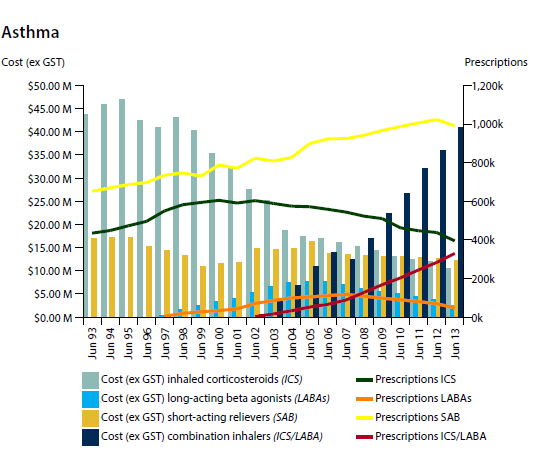 Asthma
Cost (ex GST) Prescriptions
$50.00 M 1,200k
$45.00 M
$40.00 M 1,000k
$35.00 M 800k
$30.00 M
$25.00 M 600k
$20.00 M
$15.00 M 400k
$10.00 M 200k
$5.00 M
$0.00 M 0k
Jun 93 Jun 94 Jun 95 Jun 96 Jun 97 Jun 98 Jun 99 Jun 00 Jun 01 Jun 02 Jun 03 Jun 04 Jun 05 Jun 06 Jun 07 Jun 08 Jun 09 Jun 10 Jun 11 Jun 12 Jun 13
Cost (ex GST) inhaled corticosteroids (ICS) Prescriptions ICS
Cost (ex GST) long-acting beta agonists (LABAs) Prescriptions LABAs
Cost (ex GST) short-acting relievers (SAB) Prescriptions SAB
Cost (ex GST) combination inhalers (ICS/LABA) Prescriptions ICS/LABA